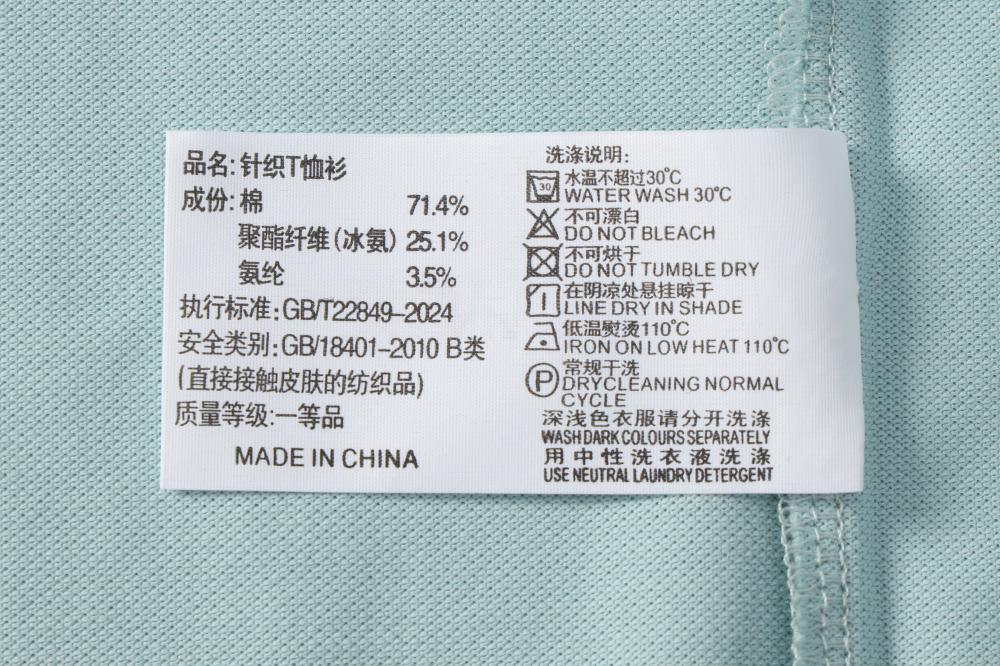 品名:针织T恤衫
成份:棉 71.4%
聚酯纤维(冰氨) 25.1%
氨纶 3.5%
执行标准:GB/T22849-2024
安全类别:GB/18401-2010 B类
(直接接触皮肤的纺织品)
质量等级:一等品
MADE IN CHINA
洗涤说明:
30
水温不超过30℃
WATER WASH 30℃
不可漂白
DO NOT BLEACH
不可烘干
DO NOT TUMBLE DRY
在阴凉处悬挂晾干
LINE DRY IN SHADE
低温熨烫110℃
IRON ON LOW HEAT 110℃
P
常规干洗
DRYCLEANING NORMAL
CYCLE
深浅色衣服请分开洗涤
WASH DARK COLOURS SEPARATELY
用中性洗衣液洗涤
USE NEUTRAL LAUNDRY DETERGENT